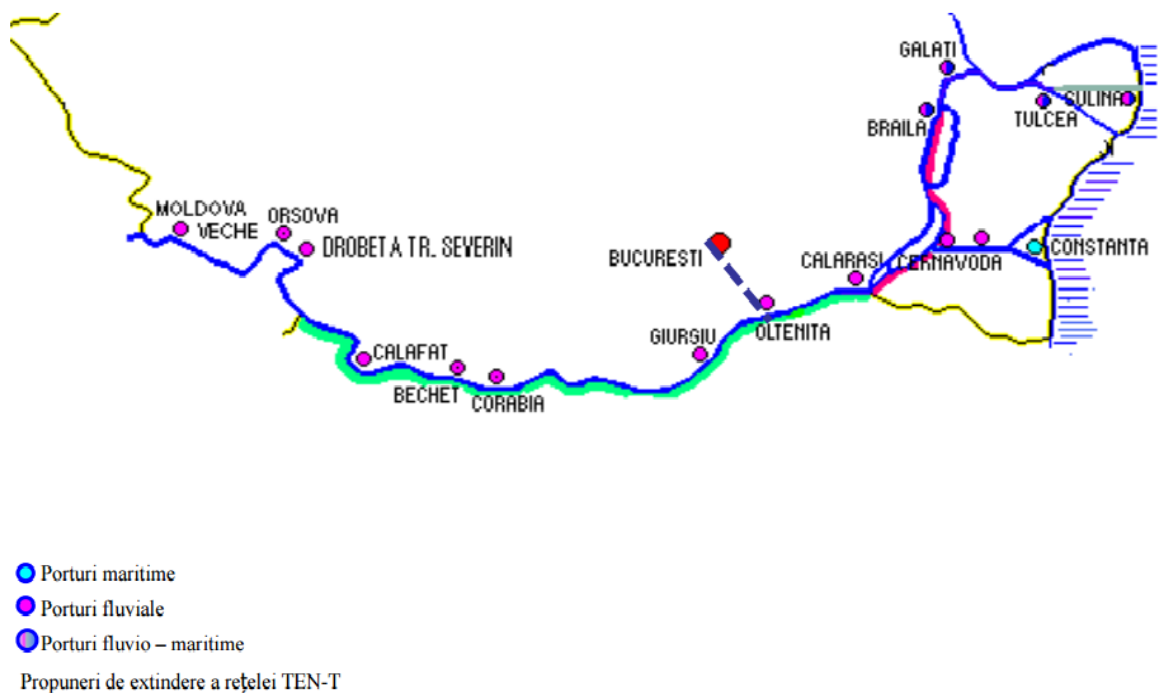 GALATI
BRAILA
TULCEA
SULINA
MOLDOVA
VECHE
ORSOVA
DROBETA TR. SEVERIN
BUCURESTI
CALARASI
CERNAVODA
CONSTANTA
OLTENITA
GIURGIU
CALAFAT
BECHET
CORABIA
Porturi maritime
Porturi fluviale
Porturi fluvio – maritime
Propuneri de extindere a rețelei TEN-T